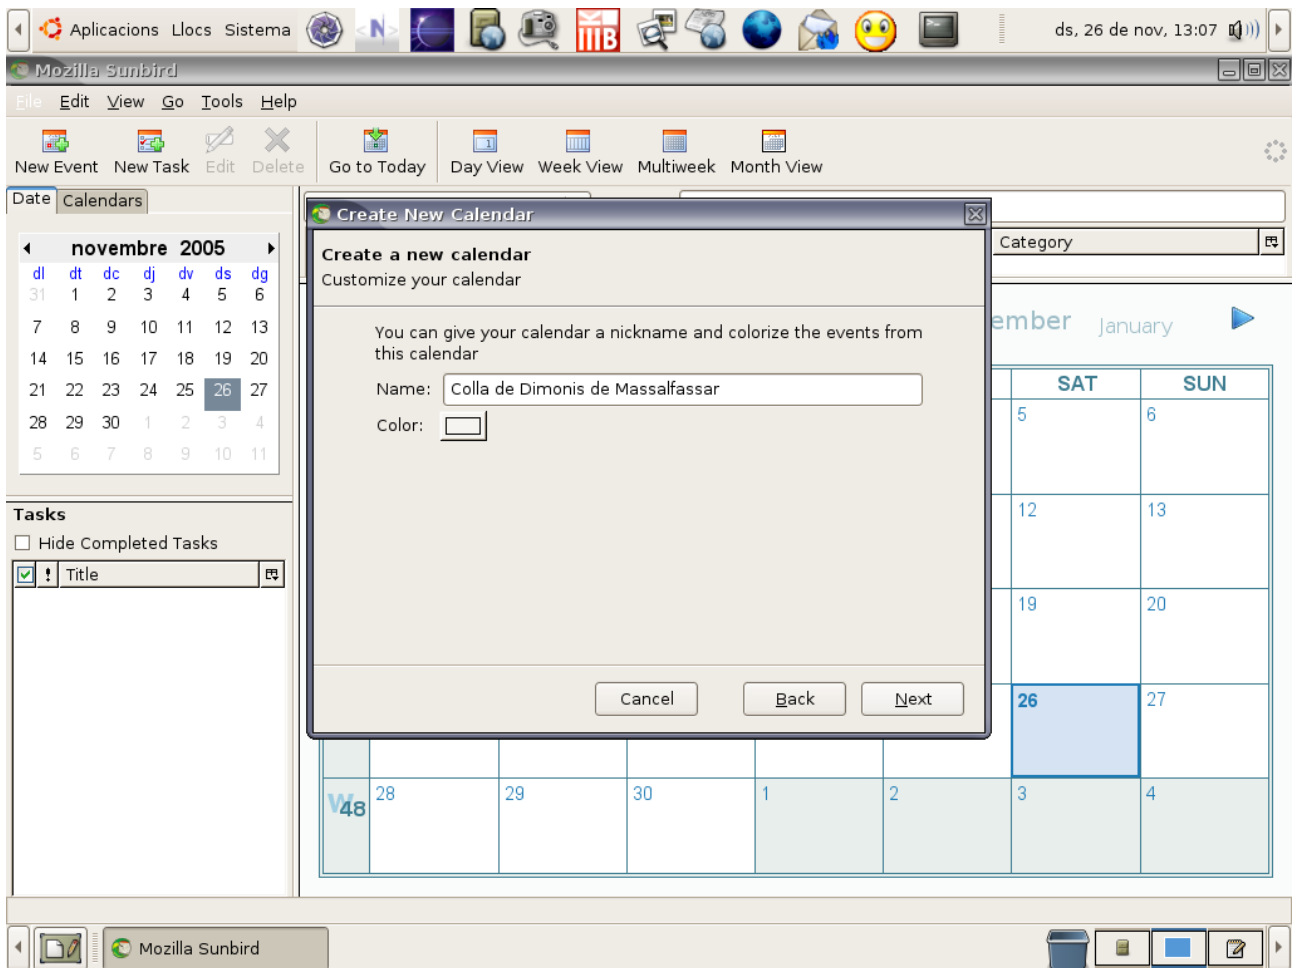 Aplicacions Llocs Sistema
<N>
IIIB
ds, 26 de nov, 13:07
Mozilla Sunbird
File Edit View Go Tools Help
New Event New Task Edit Delete Go to Today Day View Week View Multiweek Month View
Date Calendars
novembre 2005
dl dt dc dj dv ds dg
31 1 2 3 4 5 6
7 8 9 10 11 12 13
14 15 16 17 18 19 20
21 22 23 24 25 26 27
28 29 30 1 2 3 4
5 6 7 8 9 10 11
Tasks
Hide Completed Tasks
! Title
Create New Calendar
Create a new calendar
Customize your calendar
You can give your calendar a nickname and colorize the events from
this calendar
Name: Colla de Dimonis de Massalfassar
Color:
Cancel Back Next
Category
ember January
SAT SUN
5 6
12 13
19 20
26 27
W48 28 29 30 1 2 3 4
Mozilla Sunbird